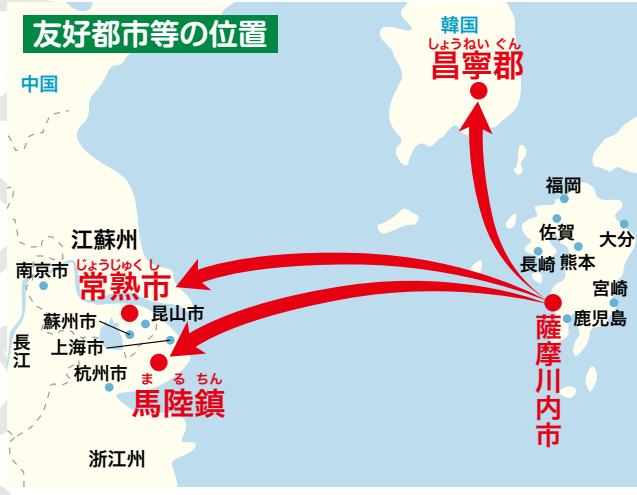 友好都市等の位置
中国
韓国
しょうねい ぐん
昌寧郡
福岡
佐賀
大分
長崎
熊本
宮崎
鹿児島
薩摩川内市
江蘇州
南京市
じょうじゅく し
常熟市
蘇州市
昆山市
上海市
長江
杭州市
ま る ちん
馬陸鎮
浙江州